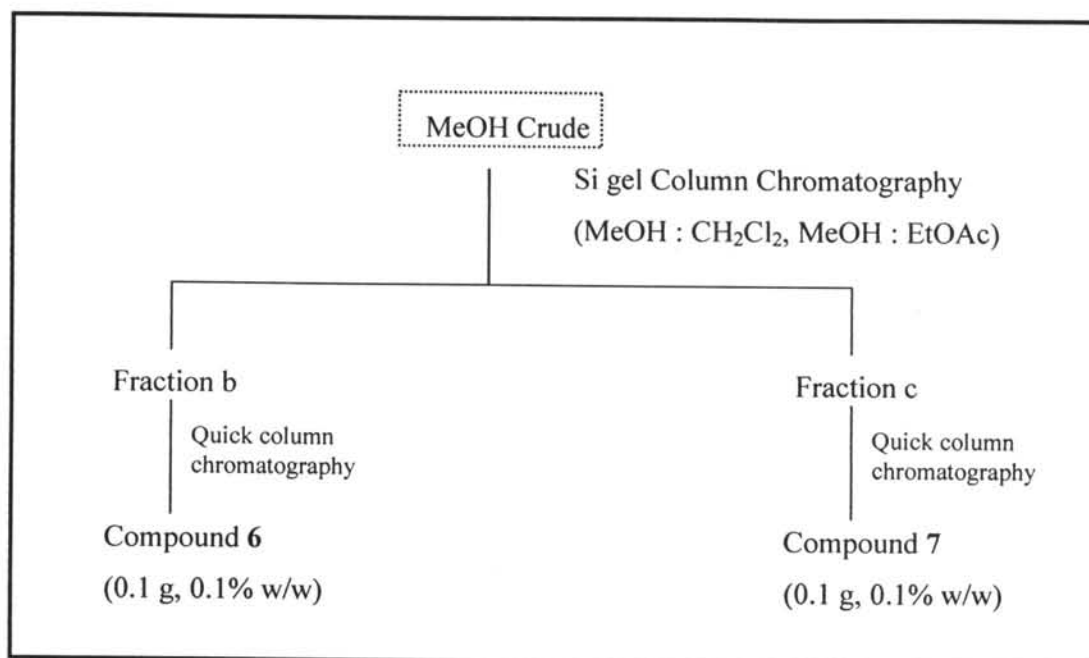 MeOH Crude
Si gel Column Chromatography
(MeOH : CH₂Cl₂, MeOH : EtOAc)
Fraction b
Quick column
chromatography
Compound 6
(0.1 g, 0.1% w/w)
Fraction c
Quick column
chromatography
Compound 7
(0.1 g, 0.1% w/w)